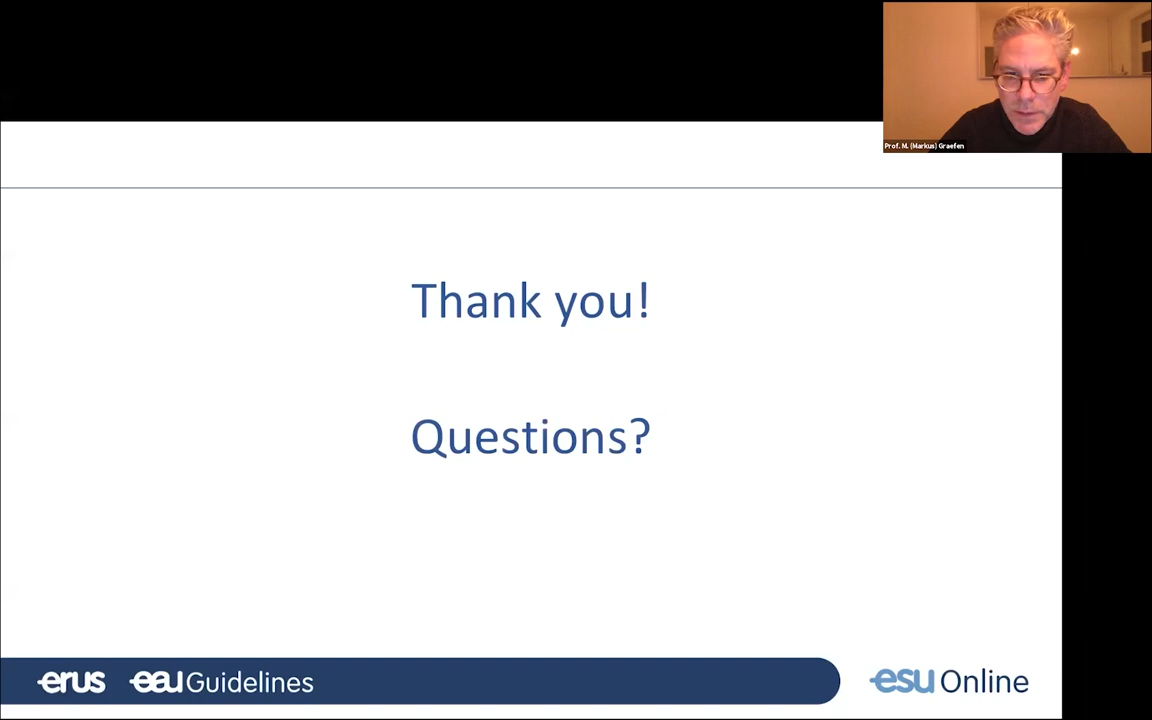 Prof. M. (Markus) Graefen
Thank you!
Questions?
erus eau Guidelines
esu Online